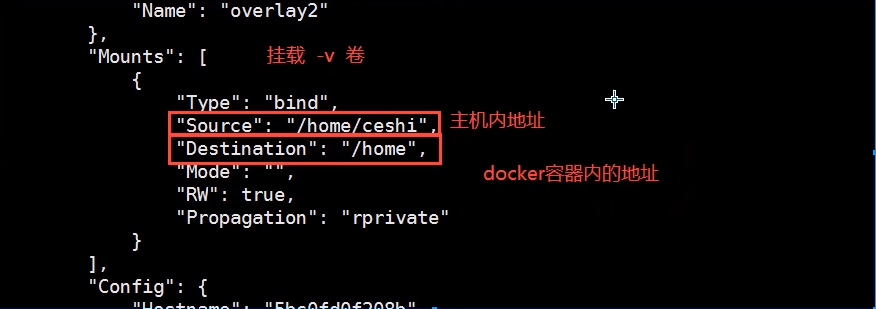 "Name": "overlay2"
},
"Mounts": [ 挂载 -v 卷
{
"Type": "bind",
"Source": "/home/ceshi", 主机内地址
"Destination": "/home",
"Mode": "", docker容器内的地址
"RW": true,
"Propagation": "rprivate"
}
],
"Config": {
"Hostname": "5bc0fd0f208b"